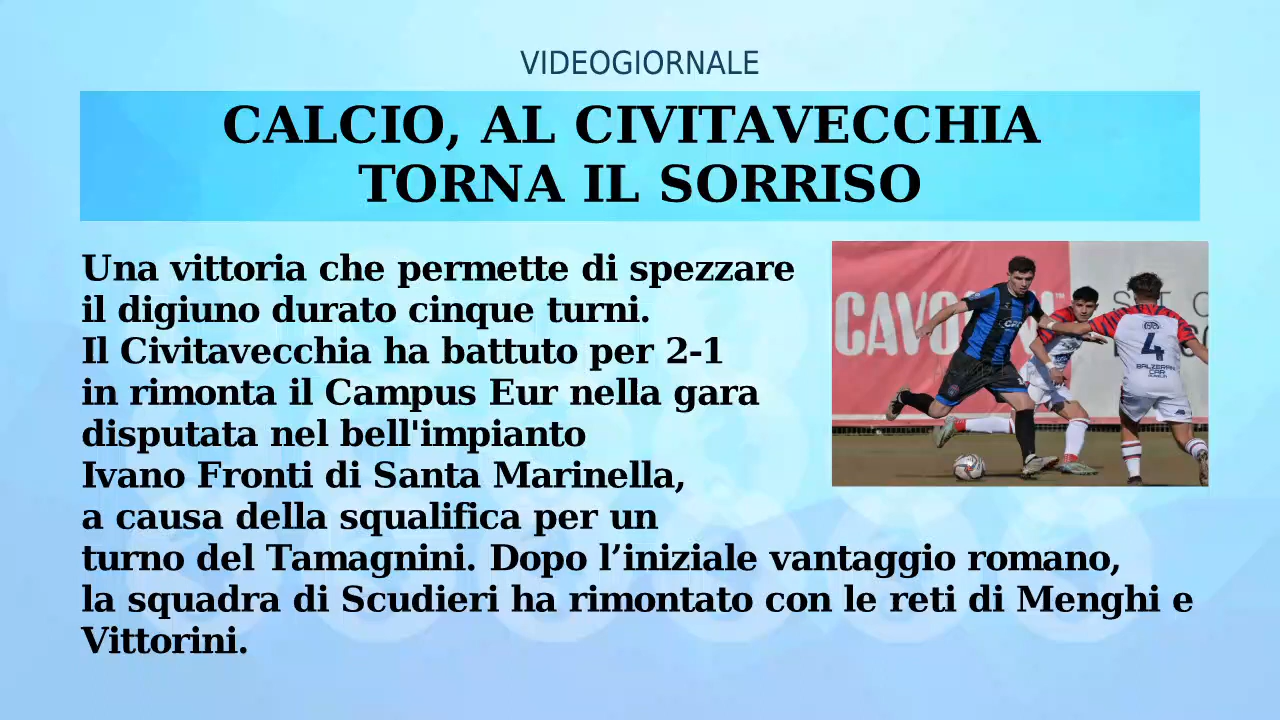 VIDEOGIORNALE
CALCIO, AL CIVITAVECCHIA
TORNA IL SORRISO
Una vittoria che permette di spezzare
il digiuno durato cinque turni.
Il Civitavecchia ha battuto per 2-1
in rimonta il Campus Eur nella gara
disputata nel bell'impianto
Ivano Fronti di Santa Marinella,
a causa della squalifica per un
turno del Tamagnini. Dopo l’iniziale vantaggio romano,
la squadra di Scudieri ha rimontato con le reti di Menghi e
Vittorini.
4